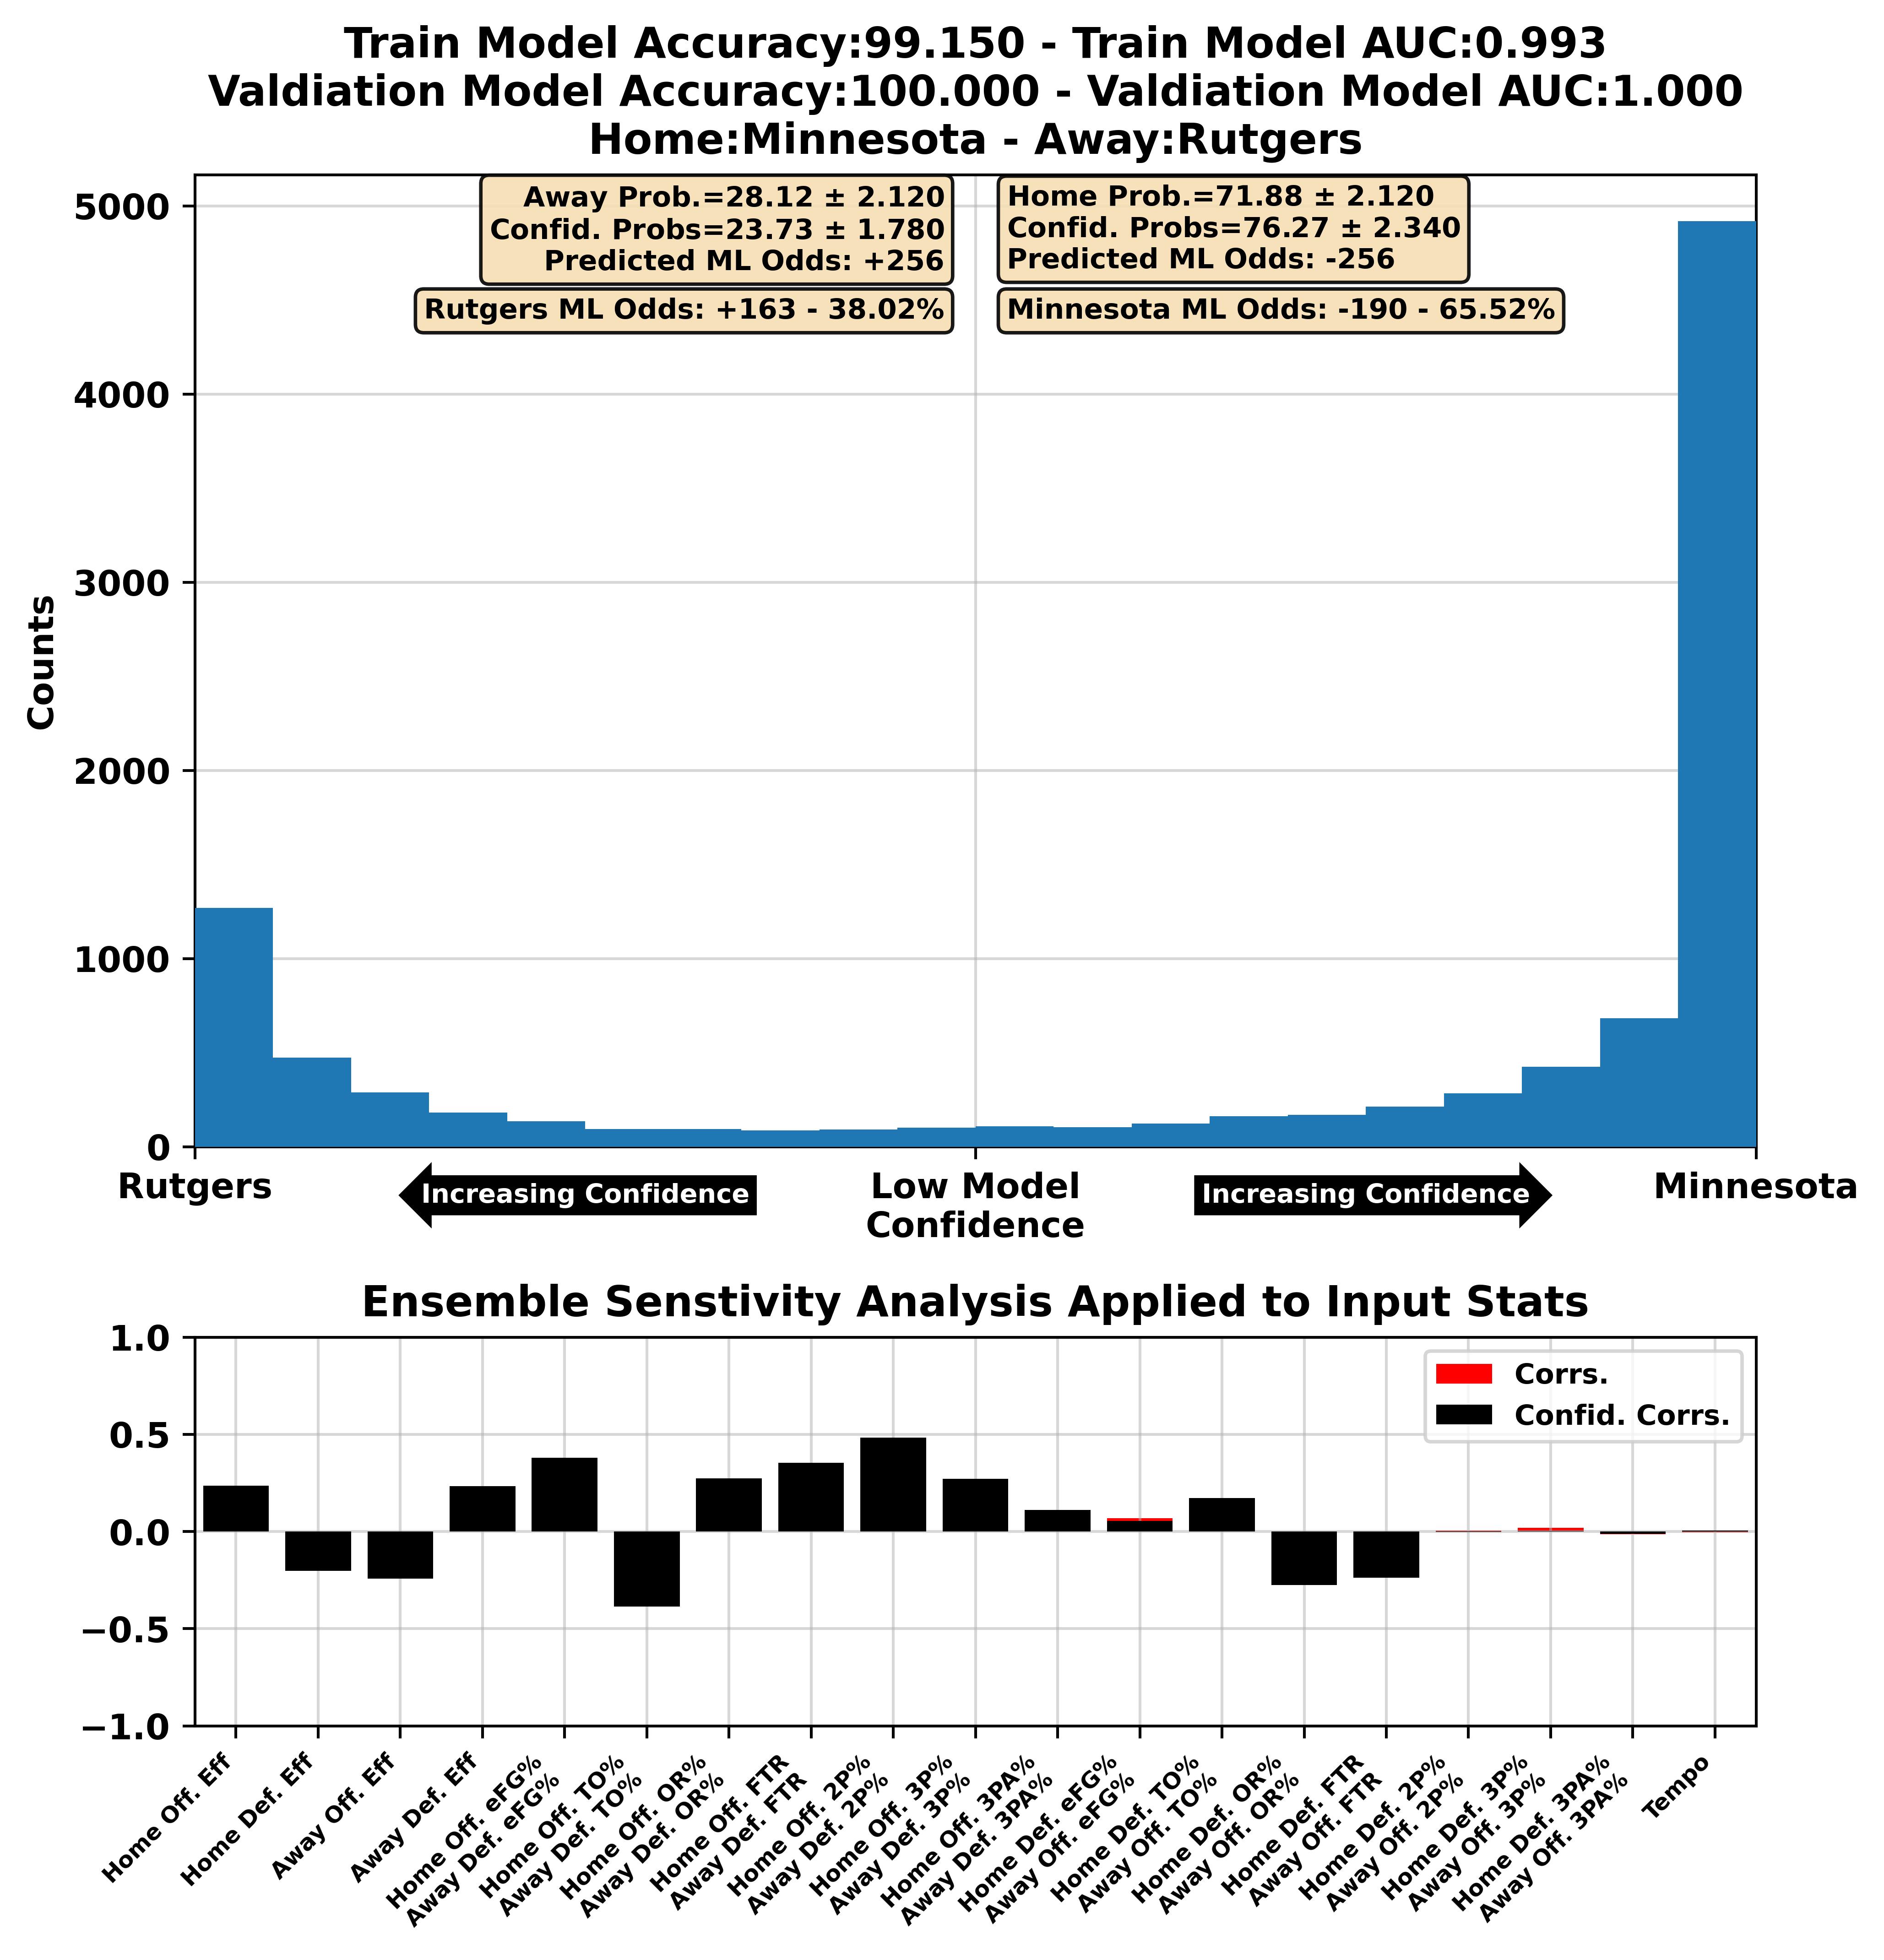 Train Model Accuracy:99.150 - Train Model AUC:0.993
Valdiation Model Accuracy:100.000 - Valdiation Model AUC:1.000
Home:Minnesota - Away:Rutgers
Away Prob.=28.12 ± 2.120
Confid. Probs=23.73 ± 1.780
Predicted ML Odds: +256
Rutgers ML Odds: +163 - 38.02%
Home Prob.=71.88 ± 2.120
Confid. Probs=76.27 ± 2.340
Predicted ML Odds: -256
Minnesota ML Odds: -190 - 65.52%
Counts
5000
4000
3000
2000
1000
0
Rutgers
Increasing Confidence
Low Model
Confidence
Increasing Confidence
Minnesota
Ensemble Senstivity Analysis Applied to Input Stats
1.0
0.5
0.0
−0.5
−1.0
Corrs.
Confid. Corrs.
Home Off. Eff
Home Def. Eff
Away Off. Eff
Away Def. Eff
Home Off. eFG%
Away Def. eFG%
Home Off. TO%
Away Def. TO%
Home Off. OR%
Away Def. OR%
Home Off. FTR
Away Def. FTR
Home Off. 2P%
Away Def. 2P%
Home Off. 3P%
Away Def. 3P%
Home Off. 3PA%
Away Def. 3PA%
Home Def. eFG%
Away Off. eFG%
Home Def. TO%
Away Off. TO%
Home Def. OR%
Away Off. OR%
Home Def. FTR
Away Off. FTR
Home Def. 2P%
Away Off. 2P%
Home Def. 3P%
Away Off. 3P%
Home Def. 3PA%
Away Off. 3PA%
Tempo